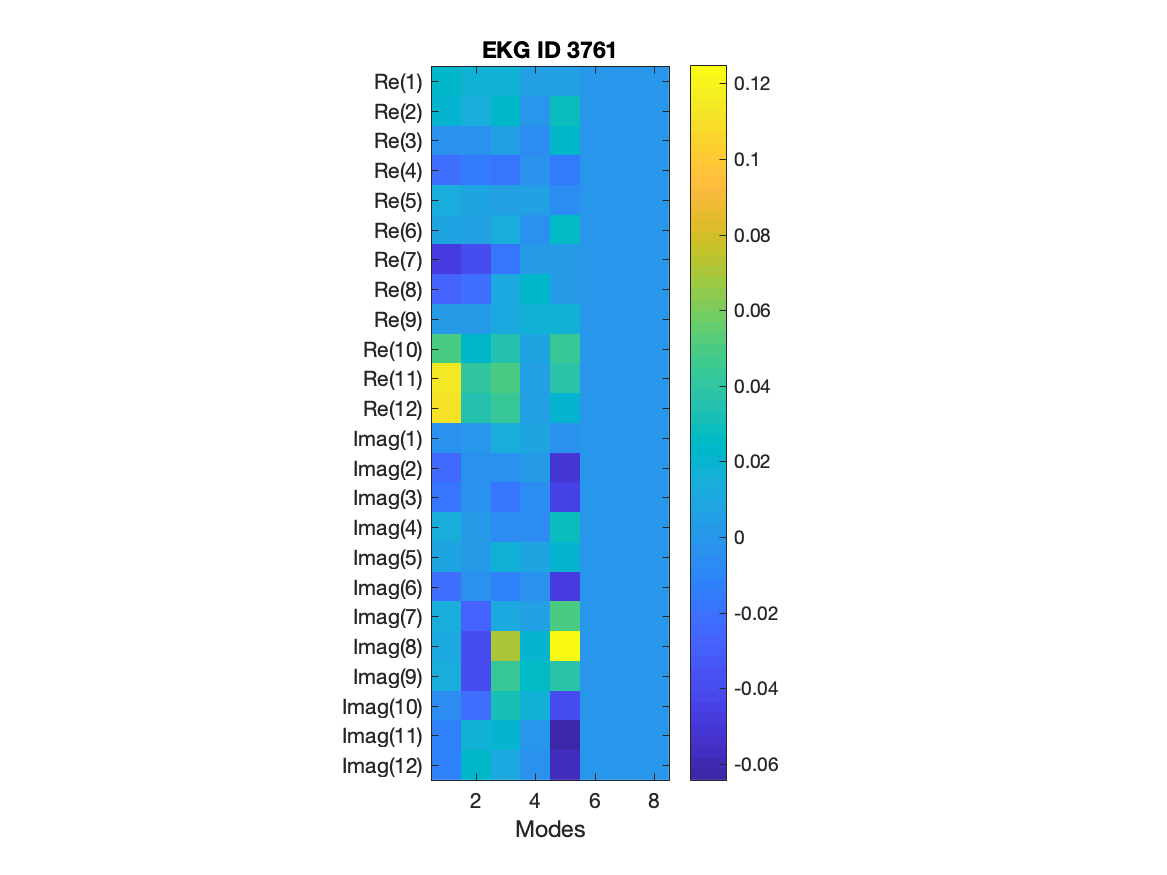 EKG ID 3761
Re(1)
Re(2)
Re(3)
Re(4)
Re(5)
Re(6)
Re(7)
Re(8)
Re(9)
Re(10)
Re(11)
Re(12)
Imag(1)
Imag(2)
Imag(3)
Imag(4)
Imag(5)
Imag(6)
Imag(7)
Imag(8)
Imag(9)
Imag(10)
Imag(11)
Imag(12)
2 4 6 8
Modes
0.12
0.1
0.08
0.06
0.04
0.02
0
-0.02
-0.04
-0.06